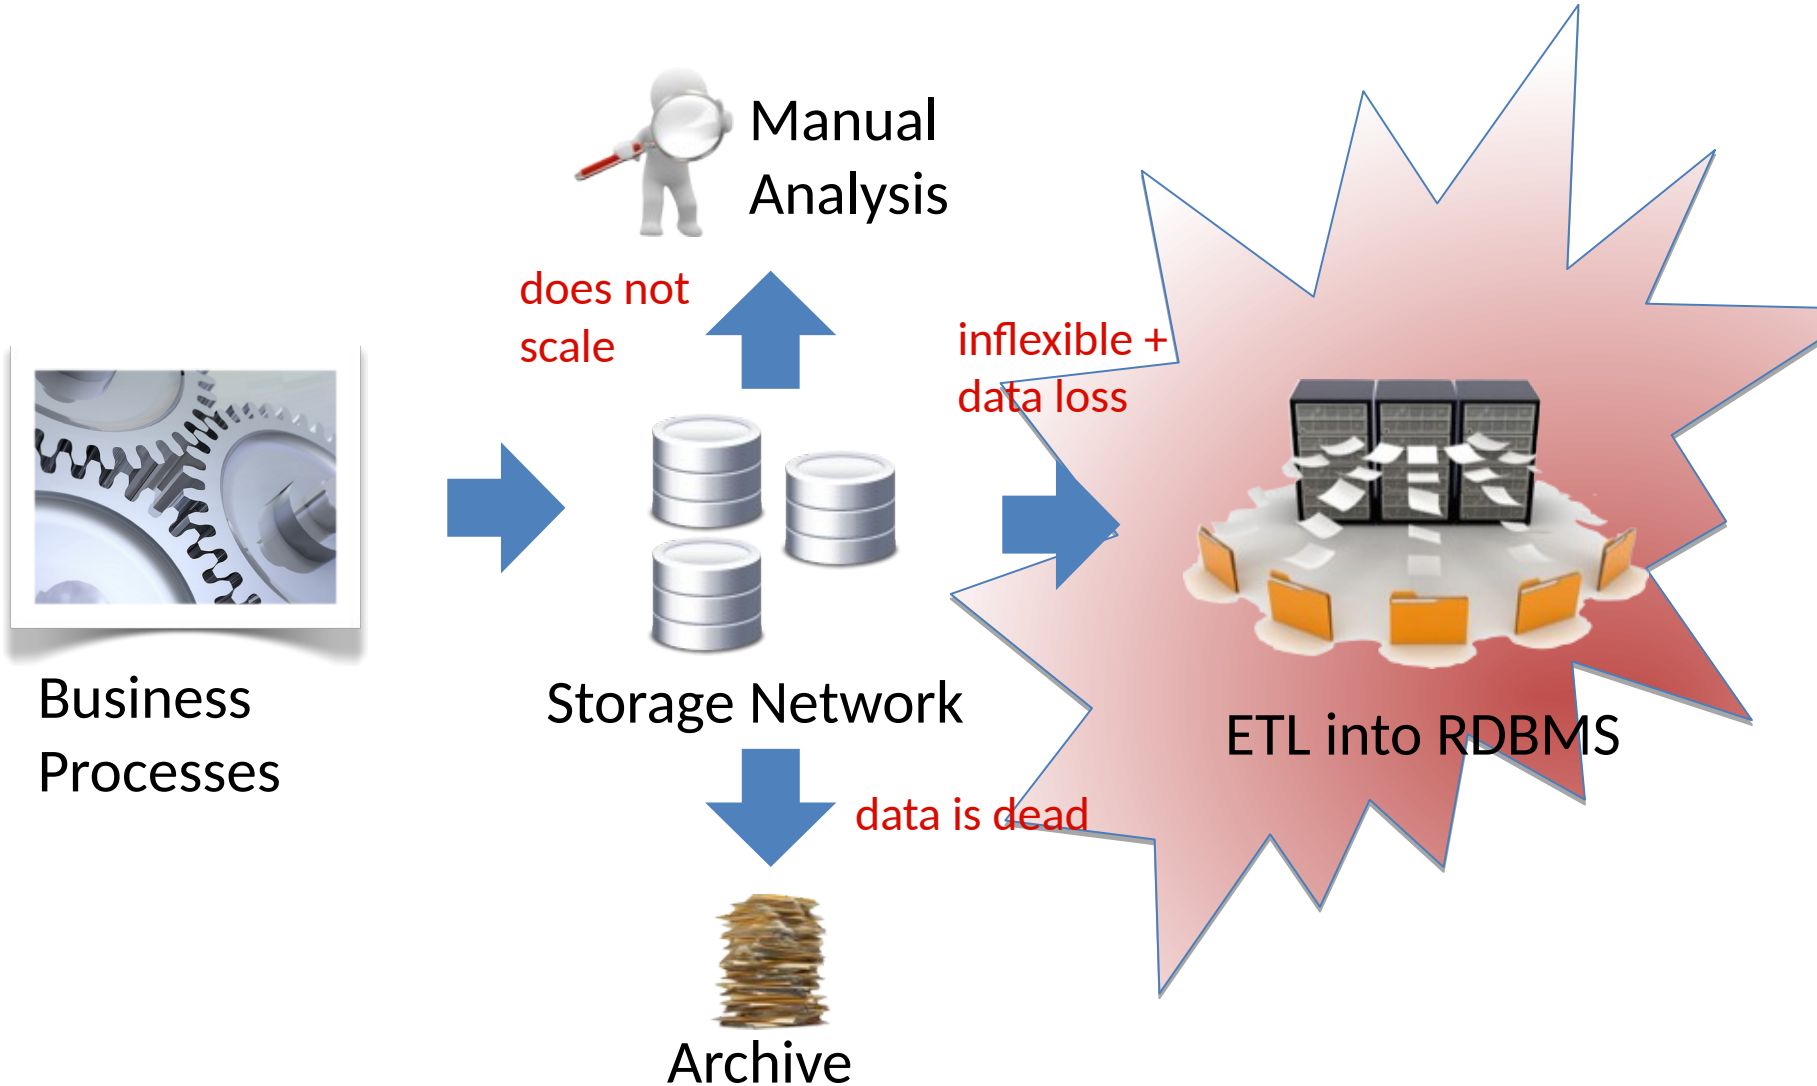 Manual
Analysis
does not
scale
inflexible +
data loss
Business
Processes
Storage Network
ETL into RDBMS
data is dead
Archive